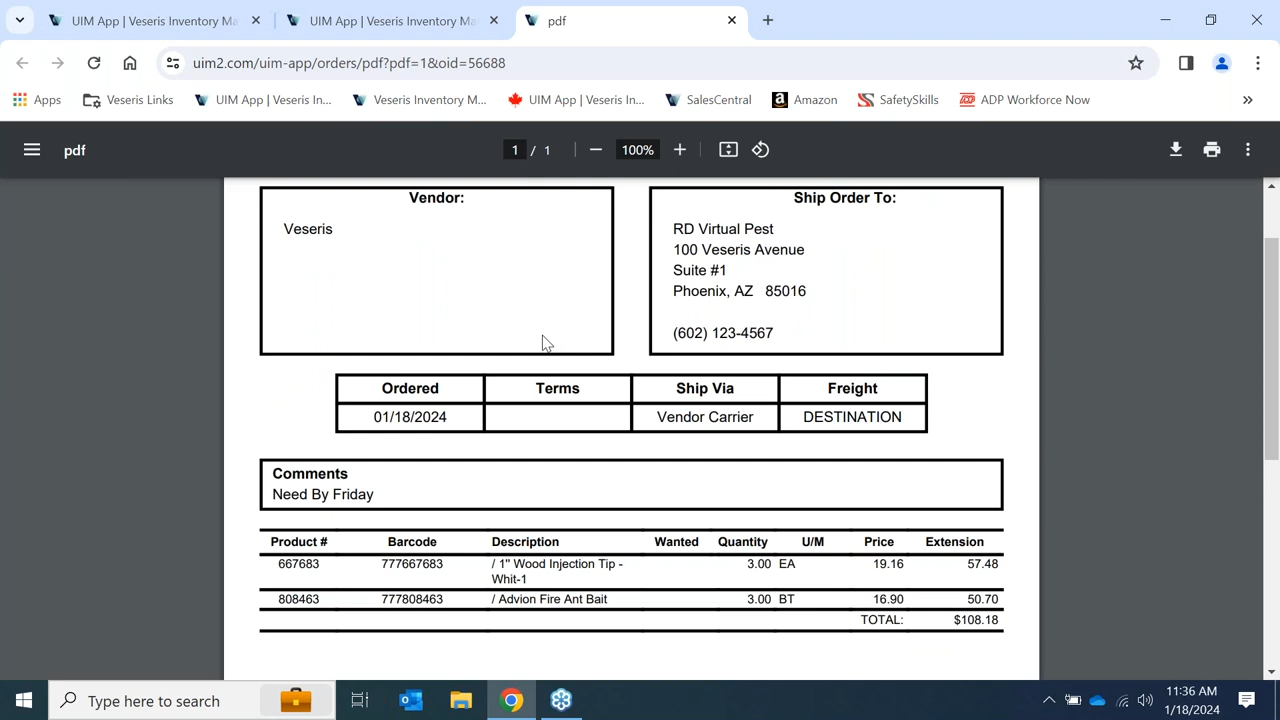 UIM App | Veseris Inventory Ma
UIM App | Veseris Inventory Ma
pdf
uim2.com/uim-app/orders/pdf?pdf=1&oid=56688
Apps
Veseris Links
UIM App | Veseris In...
Veseris Inventory M...
UIM App | Veseris In...
SalesCentral
Amazon
SafetySkills
ADP Workforce Now
pdf
1 / 1
100%
Vendor:
Veseris
Ship Order To:
RD Virtual Pest
100 Veseris Avenue
Suite #1
Phoenix, AZ 85016
(602) 123-4567
Ordered Terms Ship Via Freight
01/18/2024 Vendor Carrier DESTINATION
Comments
Need By Friday
Product # Barcode Description Wanted Quantity U/M Price Extension
667683 777667683 / 1" Wood Injection Tip - 3.00 EA 19.16 57.48
Whit-1
808463 777808463 / Advion Fire Ant Bait 3.00 BT 16.90 50.70
TOTAL: $108.18
Type here to search
11:36 AM
1/18/2024